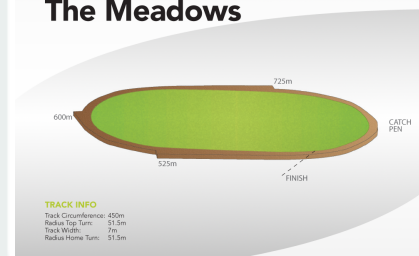 The Meadows
725m
600m
CATCH
PEN
525m
FINISH
TRACK INFO
Track Circumference: 450m
Radius Top Turn: 51.5m
Track Width: 7m
Radius Home Turn: 51.5m